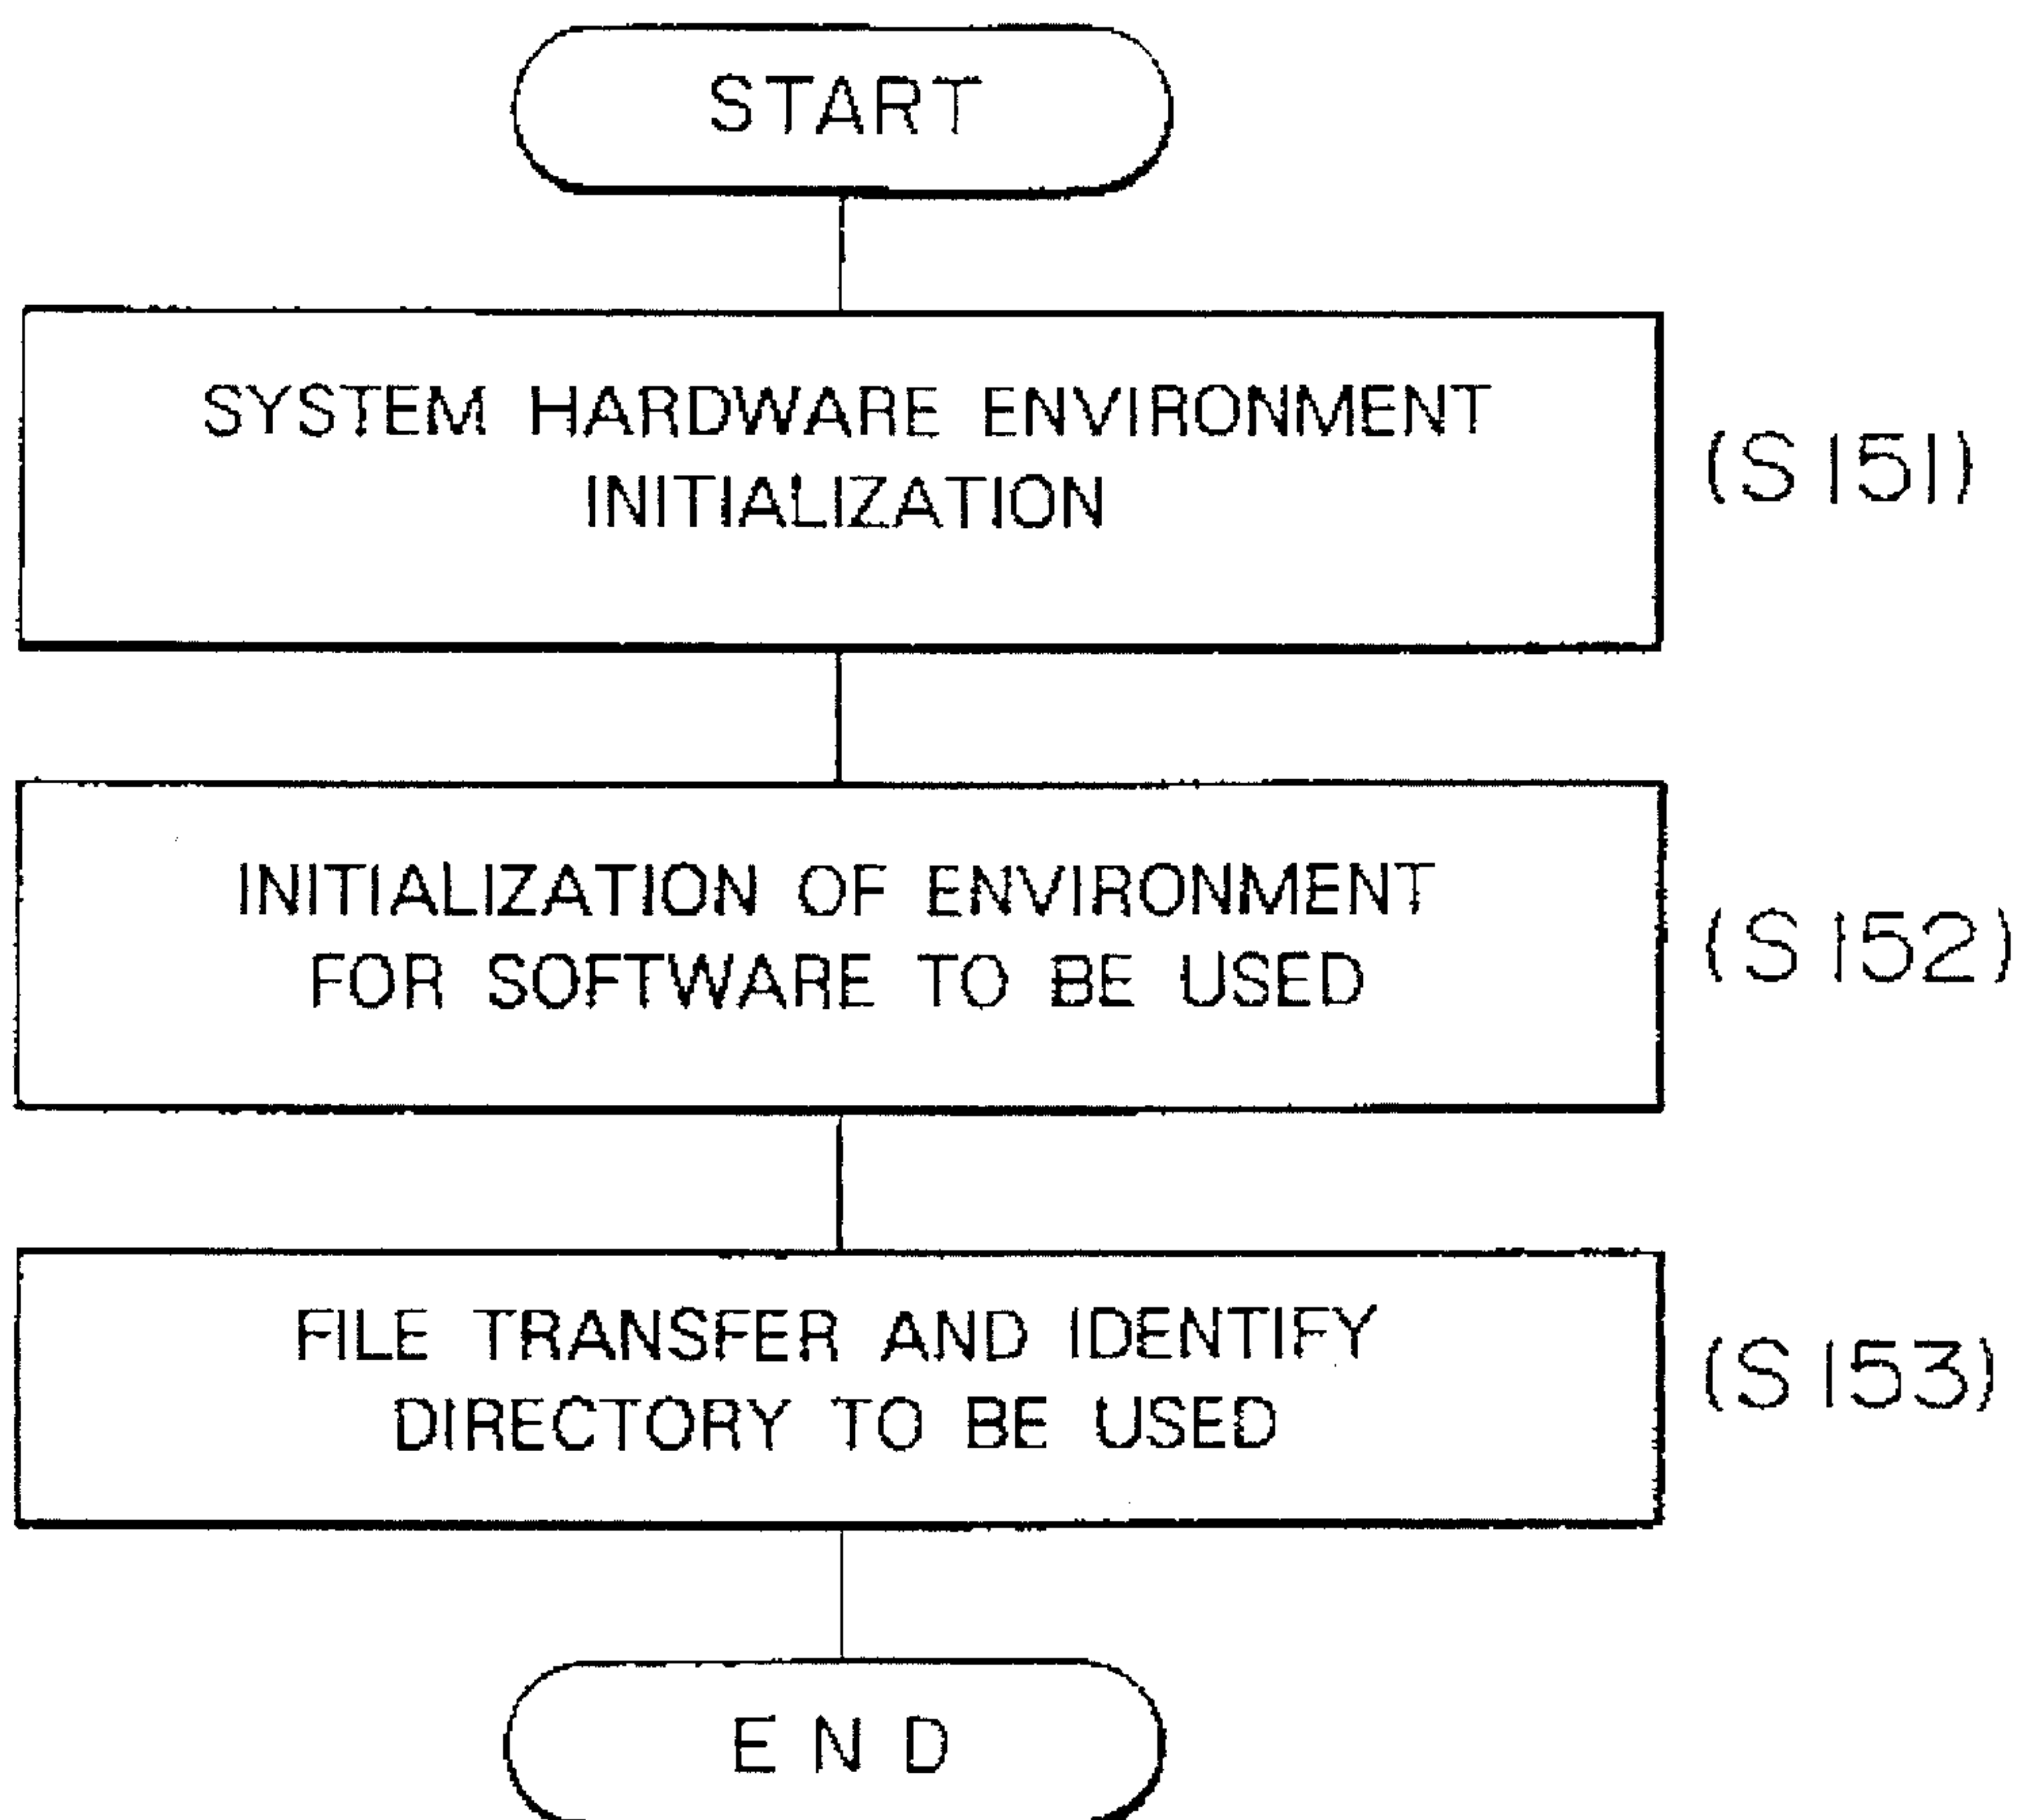 START
SYSTEM HARDWARE ENVIRONMENT
INITIALIZATION
(S151)
INITIALIZATION OF ENVIRONMENT
FOR SOFTWARE TO BE USED
(S152)
FILE TRANSFER AND IDENTIFY
DIRECTORY TO BE USED
(S153)
END